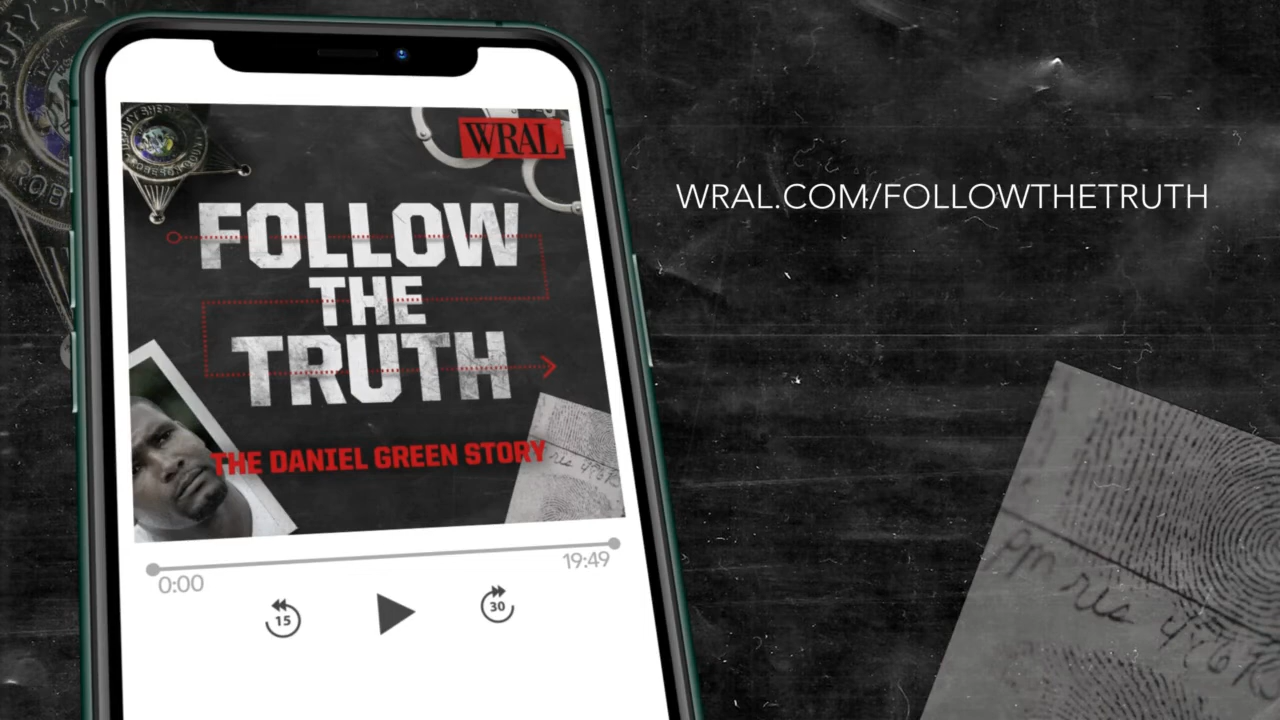 WRAL
FOLLOW
THE
TRUTH
THE DANIEL GREEN STORY
0:00
19:49
15
30
WRAL.COM/FOLLOWTHETRUTH